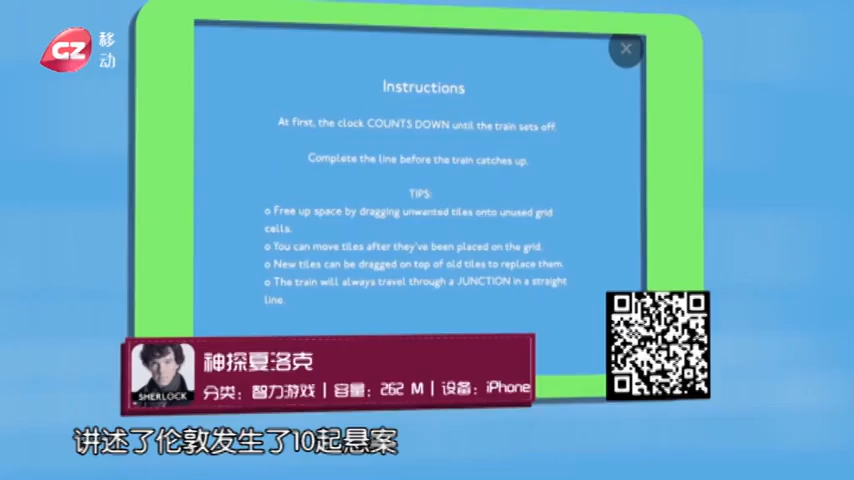 GZ 移动
Instructions
At first, the clock COUNTS DOWN until the train sets off.
Complete the line before the train catches up.
TIPS:
o Free up space by dragging unwanted tiles onto unused grid
cells.
o You can move tiles after they've been placed on the grid.
o New tiles can be dragged on top of old tiles to replace them.
o The train will always travel through a JUNCTION in a straight
line.
SHERLOCK
神探夏洛克
分类：智力游戏 | 容量：262 M | 设备：iPhone
讲述了伦敦发生了10起悬案